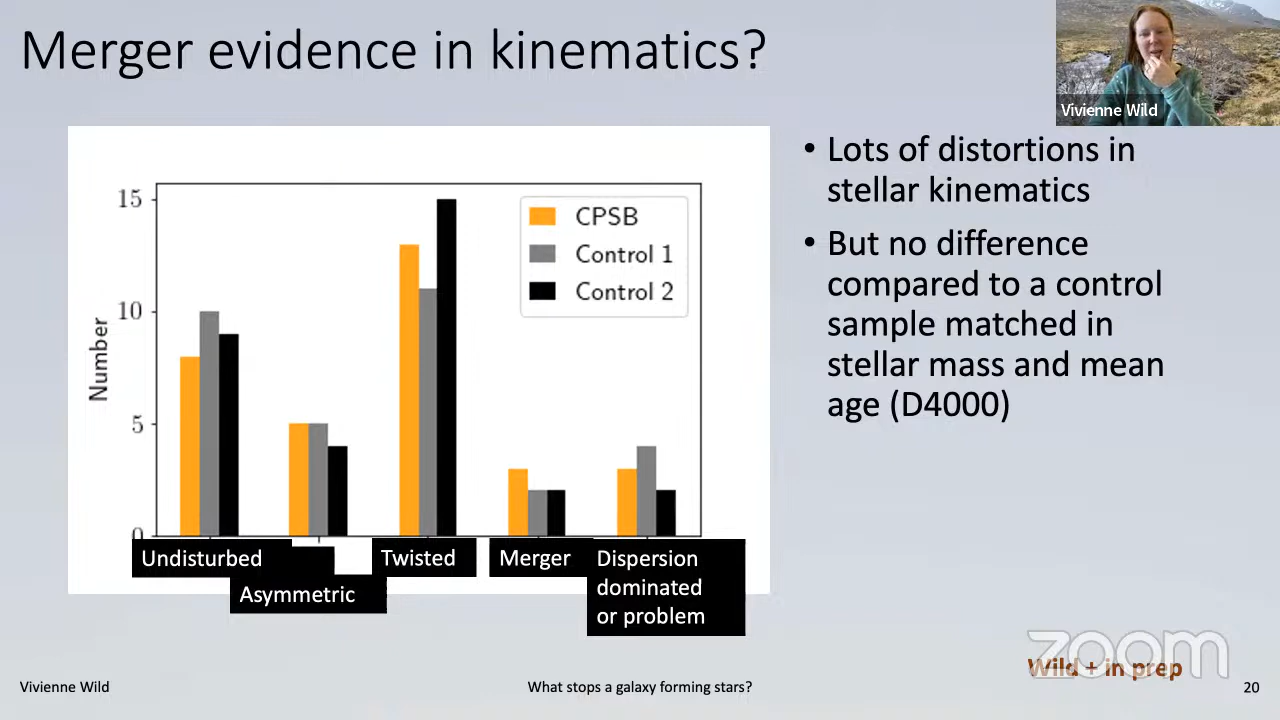 Merger evidence in kinematics?
Vivienne Wild
15
10
5
0
Number
CPSB
Control 1
Control 2
Undisturbed
Asymmetric
Twisted
Merger
Dispersion
dominated
or problem
• Lots of distortions in
stellar kinematics
• But no difference
compared to a control
sample matched in
stellar mass and mean
age (D4000)
zoom
Wild + in prep
Vivienne Wild
What stops a galaxy forming stars?
20